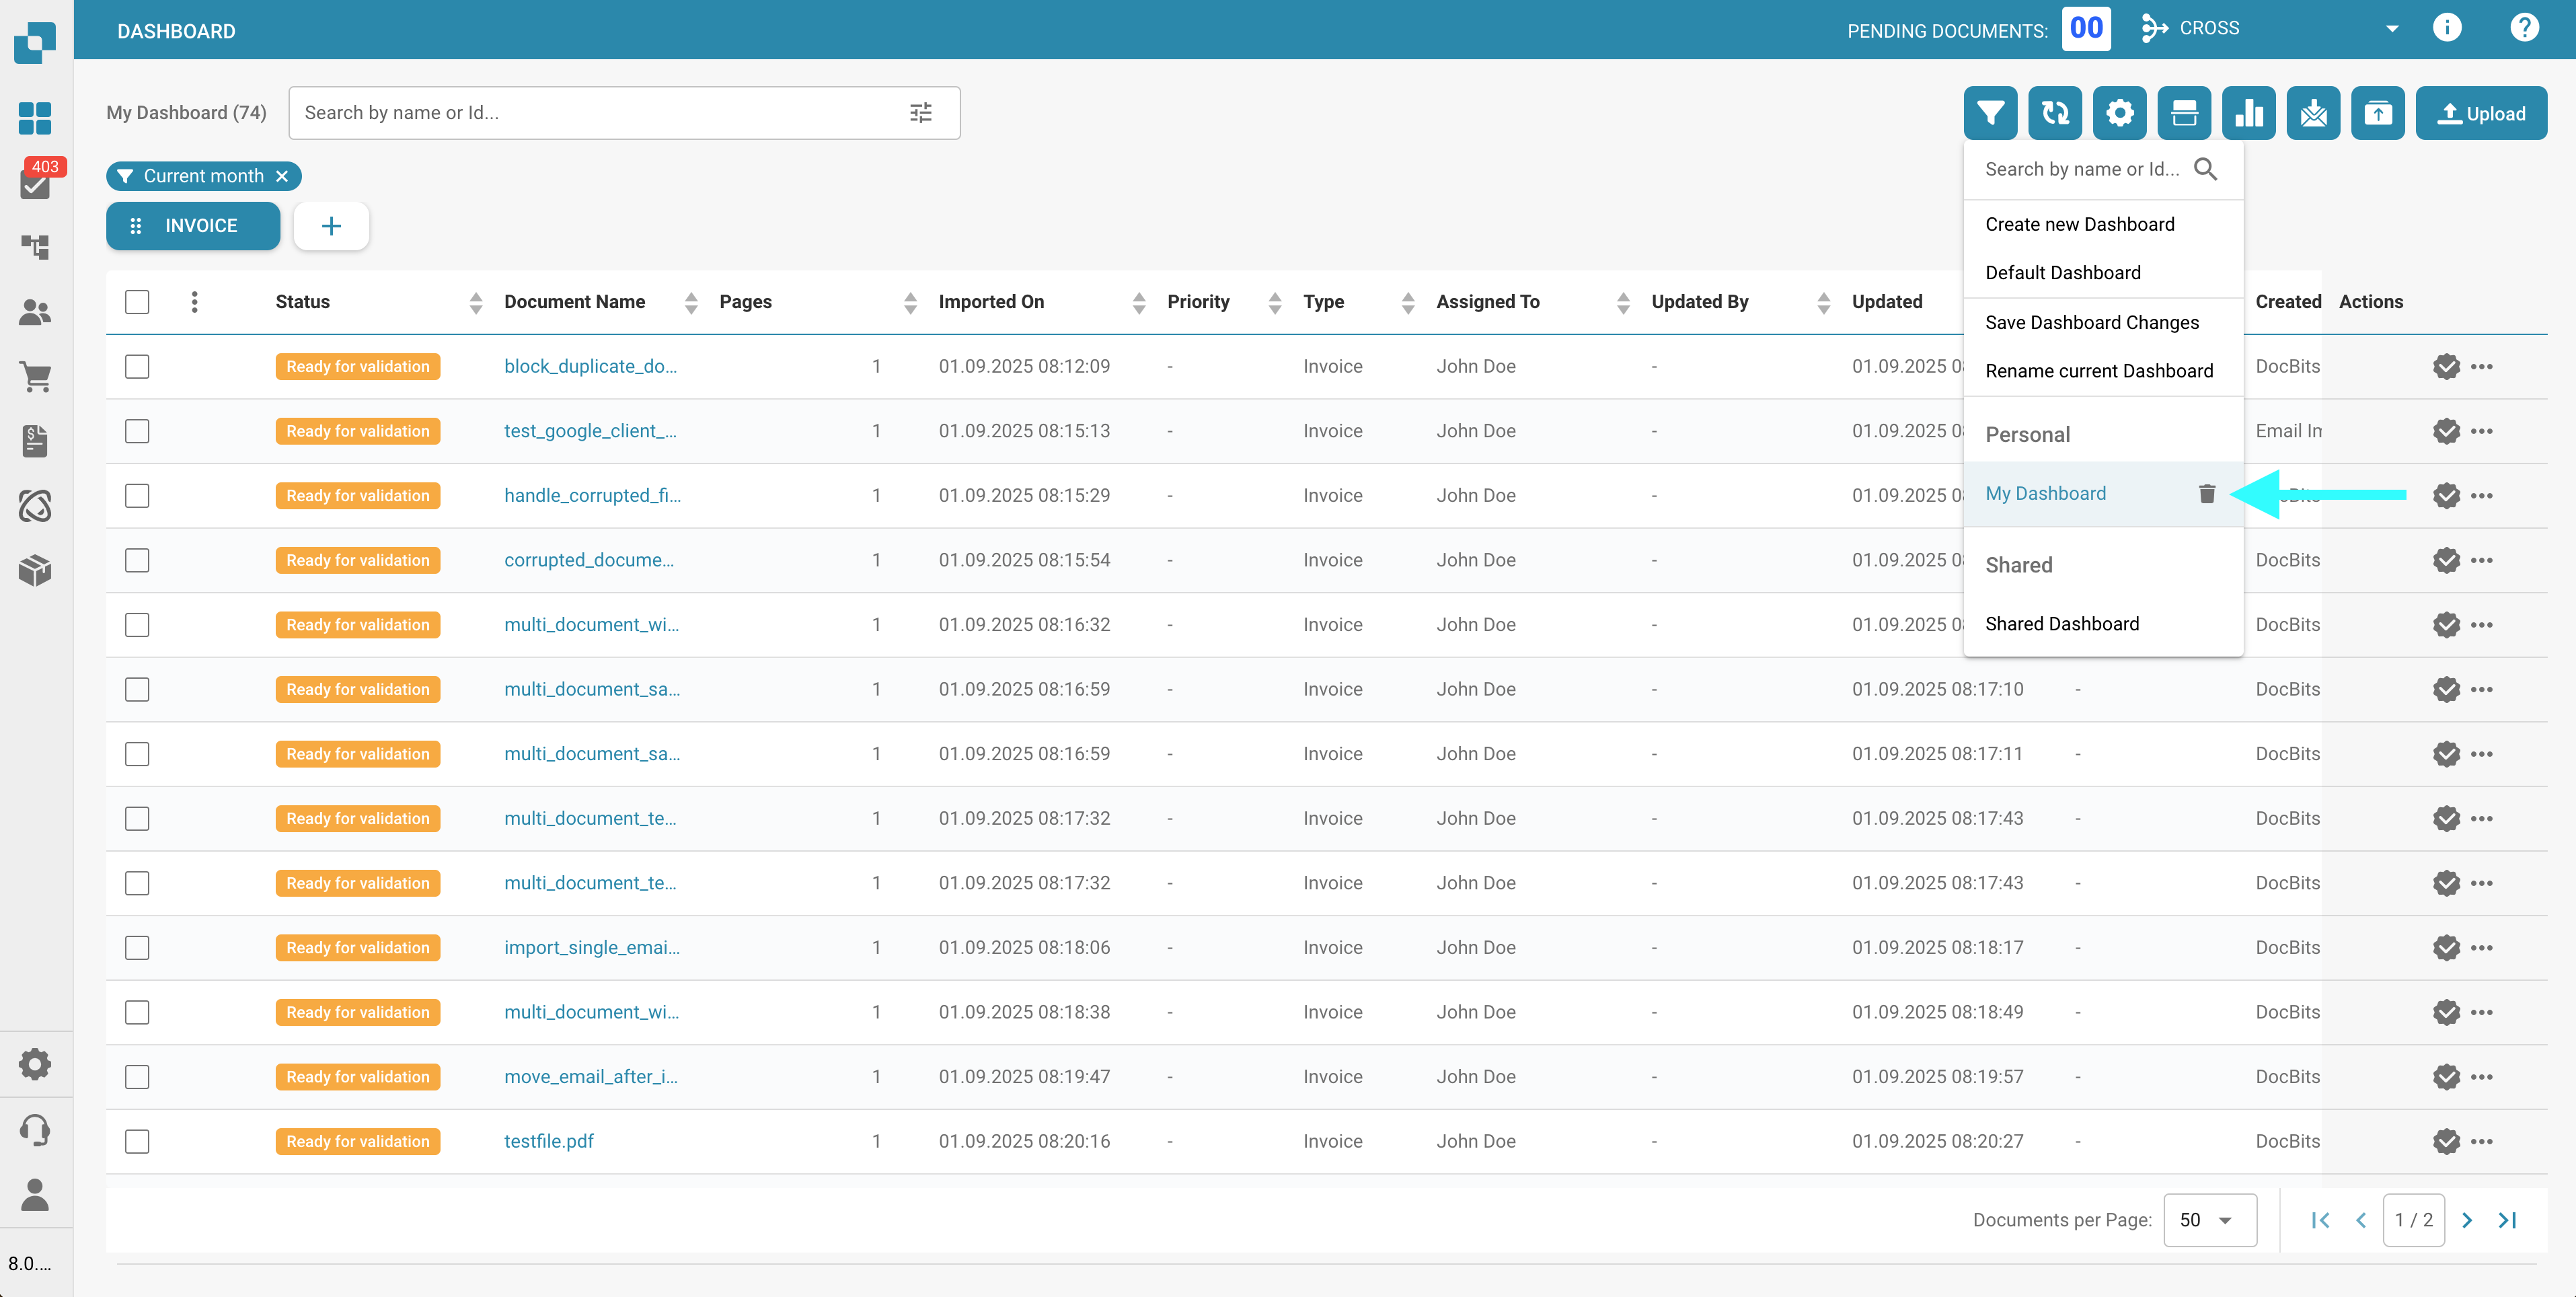 DASHBOARD
PENDING DOCUMENTS: 00 CROSS
My Dashboard (74) Search by name or Id... Upload
403
Current month
INVOICE
Search by name or Id...
Create new Dashboard
Default Dashboard
Save Dashboard Changes
Rename current Dashboard
Personal
My Dashboard
Shared
Shared Dashboard
Status Document Name Pages Imported On Priority Type Assigned To Updated By Updated Created Actions
Ready for validation block_duplicate_do... 1 01.09.2025 08:12:09 - Invoice John Doe - 01.09.2025 DocBits
Ready for validation test_google_client_... 1 01.09.2025 08:15:13 - Invoice John Doe - 01.09.2025 Email
Ready for validation handle_corrupted_fi... 1 01.09.2025 08:15:29 - Invoice John Doe - 01.09.2025
Ready for validation corrupted_docume... 1 01.09.2025 08:15:54 - Invoice John Doe - 01.09.2025 DocBits
Ready for validation multi_document_wi... 1 01.09.2025 08:16:32 - Invoice John Doe - 01.09.2025 DocBits
Ready for validation multi_document_sa... 1 01.09.2025 08:16:59 - Invoice John Doe - 01.09.2025 08:17:10 - DocBits
Ready for validation multi_document_sa... 1 01.09.2025 08:16:59 - Invoice John Doe - 01.09.2025 08:17:11 - DocBits
Ready for validation multi_document_te... 1 01.09.2025 08:17:32 - Invoice John Doe - 01.09.2025 08:17:43 - DocBits
Ready for validation multi_document_te... 1 01.09.2025 08:17:32 - Invoice John Doe - 01.09.2025 08:17:43 - DocBits
Ready for validation import_single_emai... 1 01.09.2025 08:18:06 - Invoice John Doe - 01.09.2025 08:18:17 - DocBits
Ready for validation multi_document_wi... 1 01.09.2025 08:18:38 - Invoice John Doe - 01.09.2025 08:18:49 - DocBits
Ready for validation move_email_after_i... 1 01.09.2025 08:19:47 - Invoice John Doe - 01.09.2025 08:19:57 - DocBits
Ready for validation testfile.pdf 1 01.09.2025 08:20:16 - Invoice John Doe - 01.09.2025 08:20:27 - DocBits
Documents per Page: 50 1 / 2
8.0....